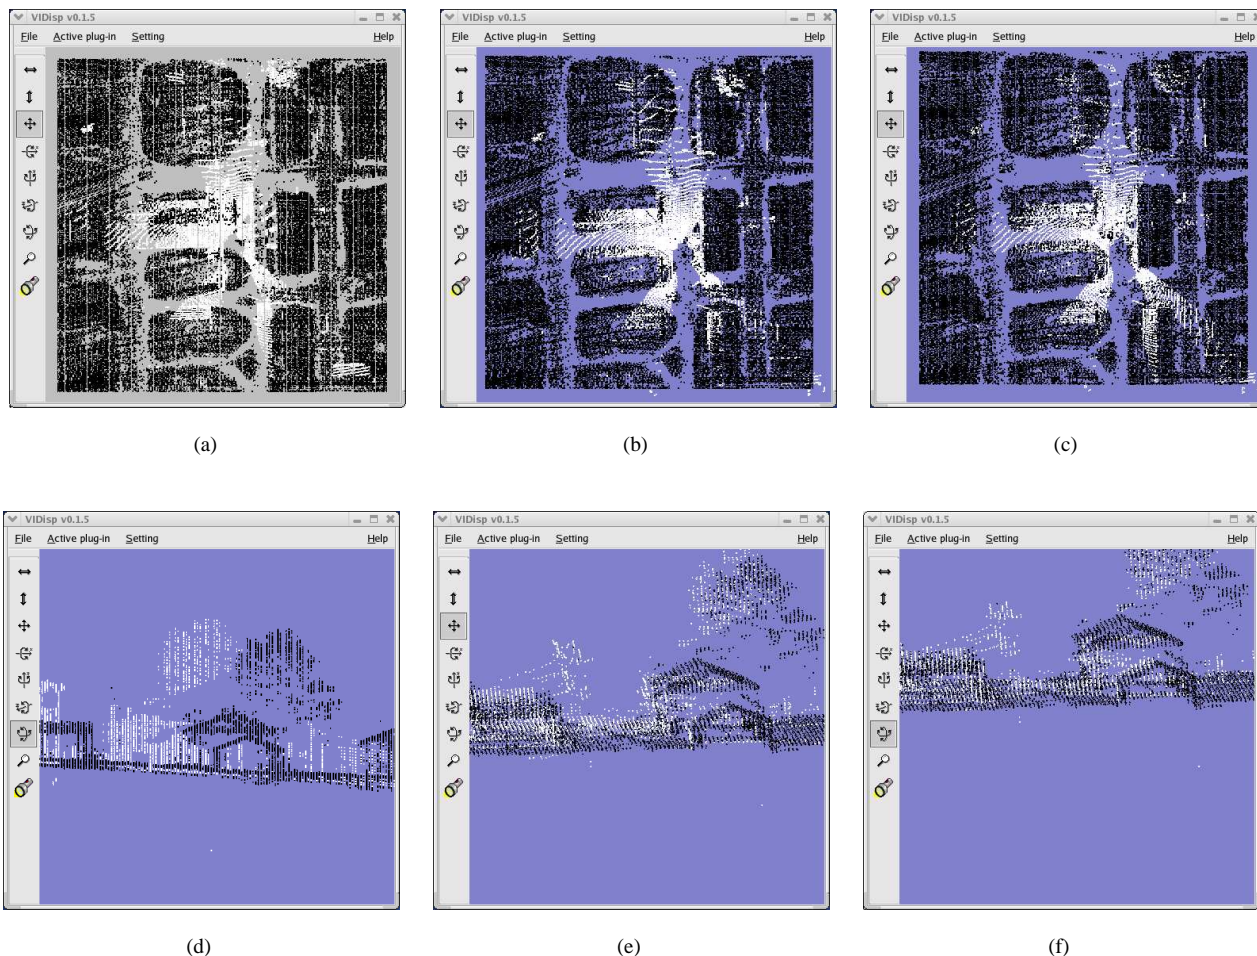 VIDisp v0.1.5
File Active plug-in Setting Help
VIDisp v0.1.5
File Active plug-in Setting Help
VIDisp v0.1.5
File Active plug-in Setting Help
(a)
(b)
(c)
VIDisp v0.1.5
File Active plug-in Setting Help
VIDisp v0.1.5
File Active plug-in Setting Help
VIDisp v0.1.5
File Active plug-in Setting Help
(d)
(e)
(f)